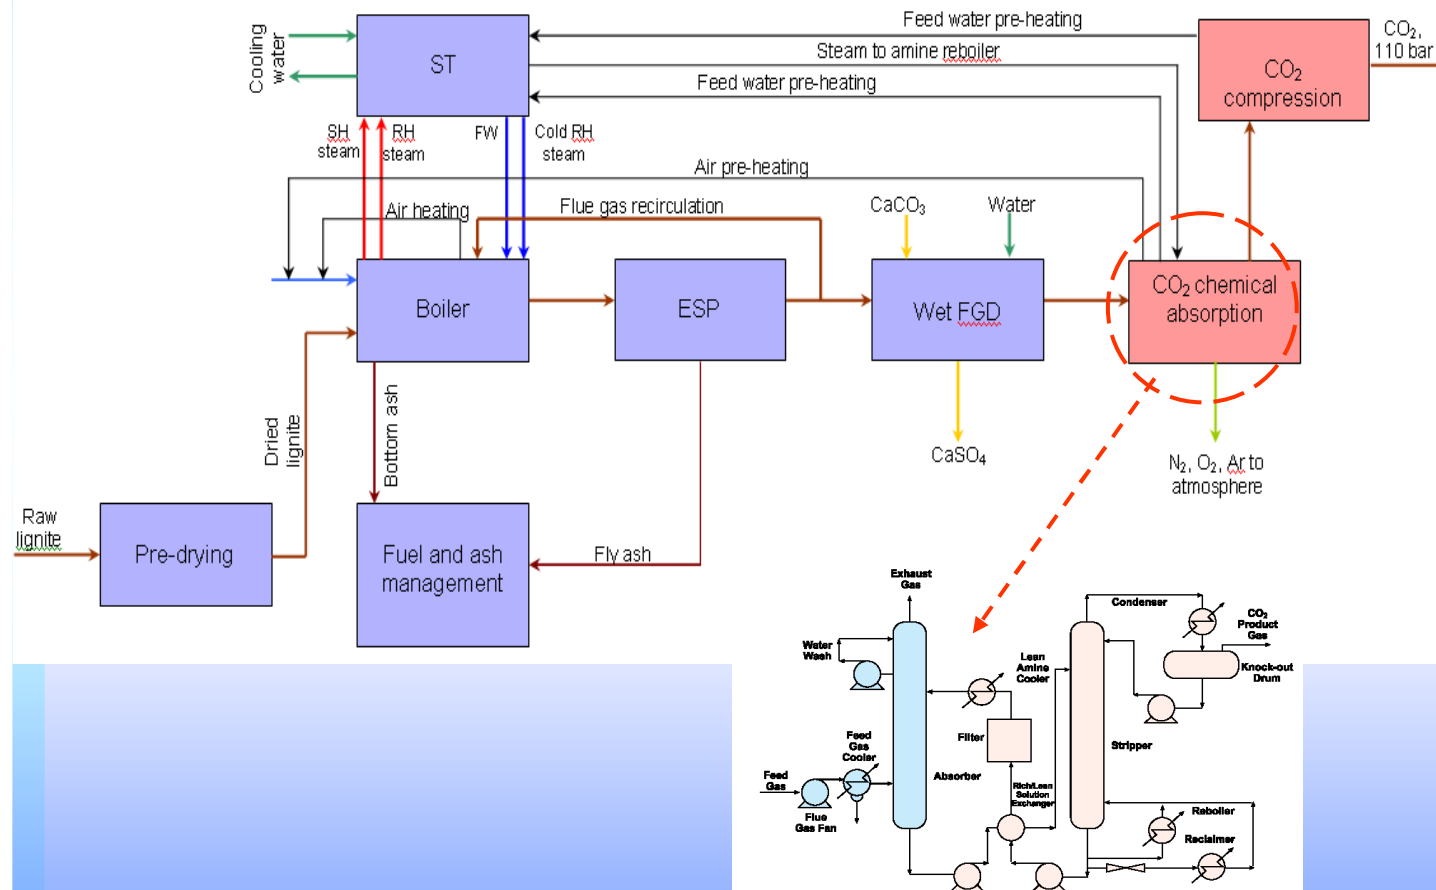 Feed water pre-heating
Cooling
water
ST
Steam to amine reboiler
Feed water pre-heating
CO₂
compression
CO₂,
110 bar
SH
steam
RH
steam
FW
Cold RH
steam
Air pre-heating
Air heating
Flue gas recirculation
CaCO₃
Water
Boiler
ESP
Wet FGD
CO₂ chemical
absorption
Dried
lignite
Bottom ash
CaSO₄
N₂, O₂, Ar to
atmosphere
Raw
lignite
Pre-drying
Fuel and ash
management
Fly ash
Exhaust
Gas
Water
Wash
Lean
Amine
Cooler
Condenser
CO₂
Product
Gas
Knock-out
Drum
Feed
Gas
Cooler
Filter
Stripper
Feed
Gas
Absorber
Flue
Gas Fan
Rich/Lean
Solution
Exchanger
Reboiler
Reclaimer